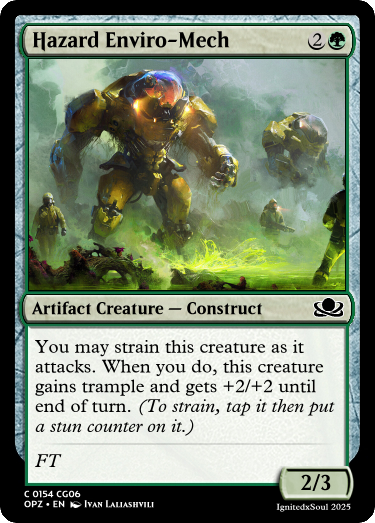 Hazard Enviro-Mech 2
Artifact Creature — Construct
You may strain this creature as it
attacks. When you do, this creature
gains trample and gets +2/+2 until
end of turn. (To strain, tap it then put
a stun counter on it.)
FT
2/3
C 0154 CG06
OPZ • EN Ivan Laliashvili
IgnitedxSoul 2025